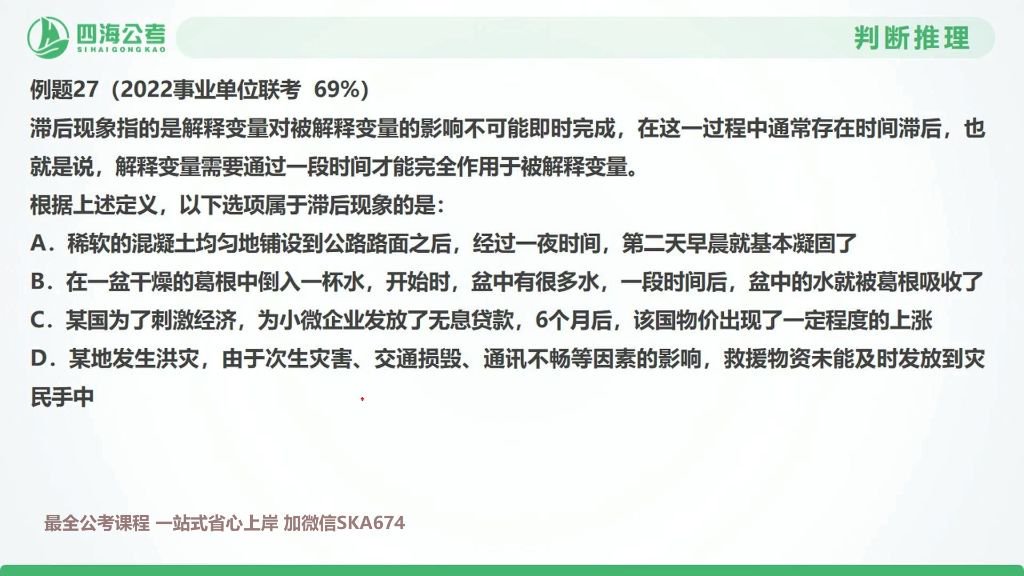 四海公考
SIHAIGONGKAO
判断推理
例题27（2022事业单位联考 69%）
滞后现象指的是解释变量对被解释变量的影响不可能即时完成，在这一过程中通常存在时间滞后，也
就是说，解释变量需要通过一段时间才能完全作用于被解释变量。
根据上述定义，以下选项属于滞后现象的是：
A．稀软的混凝土均匀地铺设到公路路面之后，经过一夜时间，第二天早晨就基本凝固了
B．在一盆干燥的葛根中倒入一杯水，开始时，盆中有很多水，一段时间后，盆中的水就被葛根吸收了
C．某国为了刺激经济，为小微企业发放了无息贷款，6个月后，该国物价出现了一定程度的上涨
D．某地发生洪灾，由于次生灾害、交通损毁、通讯不畅等因素的影响，救援物资未能及时发放到灾
民手中
最全公考课程 一站式省心上岸 加微信SKA674